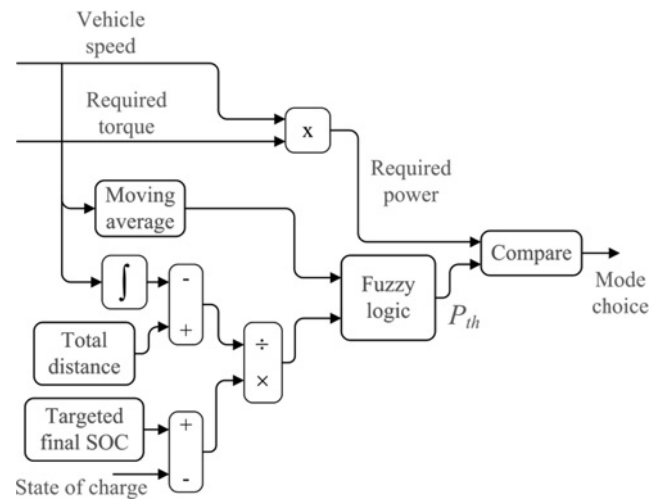 Vehicle
speed
Required
torque
x
Required
power
Moving
average
Compare
Mode
choice
∫
-
+
Fuzzy
logic
P_th
Total
distance
÷
×
Targeted
final SOC
+
-
State of charge